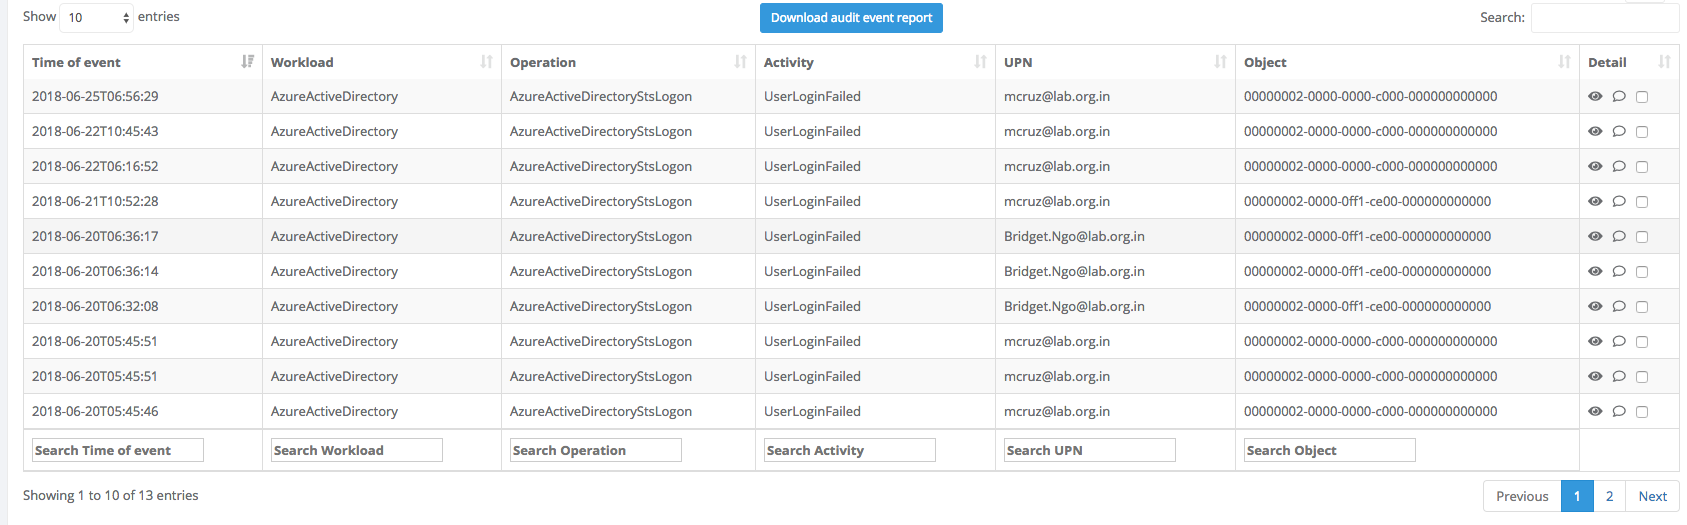 Show 10 entries Download audit event report Search:
Time of event Workload Operation Activity UPN Object Detail
2018-06-25T06:56:29 AzureActiveDirectory AzureActiveDirectoryStsLogon UserLoginFailed mcruz@lab.org.in 00000002-0000-0000-c000-000000000000
2018-06-22T10:45:43 AzureActiveDirectory AzureActiveDirectoryStsLogon UserLoginFailed mcruz@lab.org.in 00000002-0000-0000-c000-000000000000
2018-06-22T06:16:52 AzureActiveDirectory AzureActiveDirectoryStsLogon UserLoginFailed mcruz@lab.org.in 00000002-0000-0000-c000-000000000000
2018-06-21T10:52:28 AzureActiveDirectory AzureActiveDirectoryStsLogon UserLoginFailed mcruz@lab.org.in 00000002-0000-0ff1-ce00-000000000000
2018-06-20T06:36:17 AzureActiveDirectory AzureActiveDirectoryStsLogon UserLoginFailed Bridget.Ngo@lab.org.in 00000002-0000-0ff1-ce00-000000000000
2018-06-20T06:36:14 AzureActiveDirectory AzureActiveDirectoryStsLogon UserLoginFailed Bridget.Ngo@lab.org.in 00000002-0000-0ff1-ce00-000000000000
2018-06-20T06:32:08 AzureActiveDirectory AzureActiveDirectoryStsLogon UserLoginFailed Bridget.Ngo@lab.org.in 00000002-0000-0ff1-ce00-000000000000
2018-06-20T05:45:51 AzureActiveDirectory AzureActiveDirectoryStsLogon UserLoginFailed mcruz@lab.org.in 00000002-0000-0000-c000-000000000000
2018-06-20T05:45:51 AzureActiveDirectory AzureActiveDirectoryStsLogon UserLoginFailed mcruz@lab.org.in 00000002-0000-0000-c000-000000000000
2018-06-20T05:45:46 AzureActiveDirectory AzureActiveDirectoryStsLogon UserLoginFailed mcruz@lab.org.in 00000002-0000-0000-c000-000000000000
Search Time of event Search Workload Search Operation Search Activity Search UPN Search Object
Showing 1 to 10 of 13 entries Previous 1 2 Next